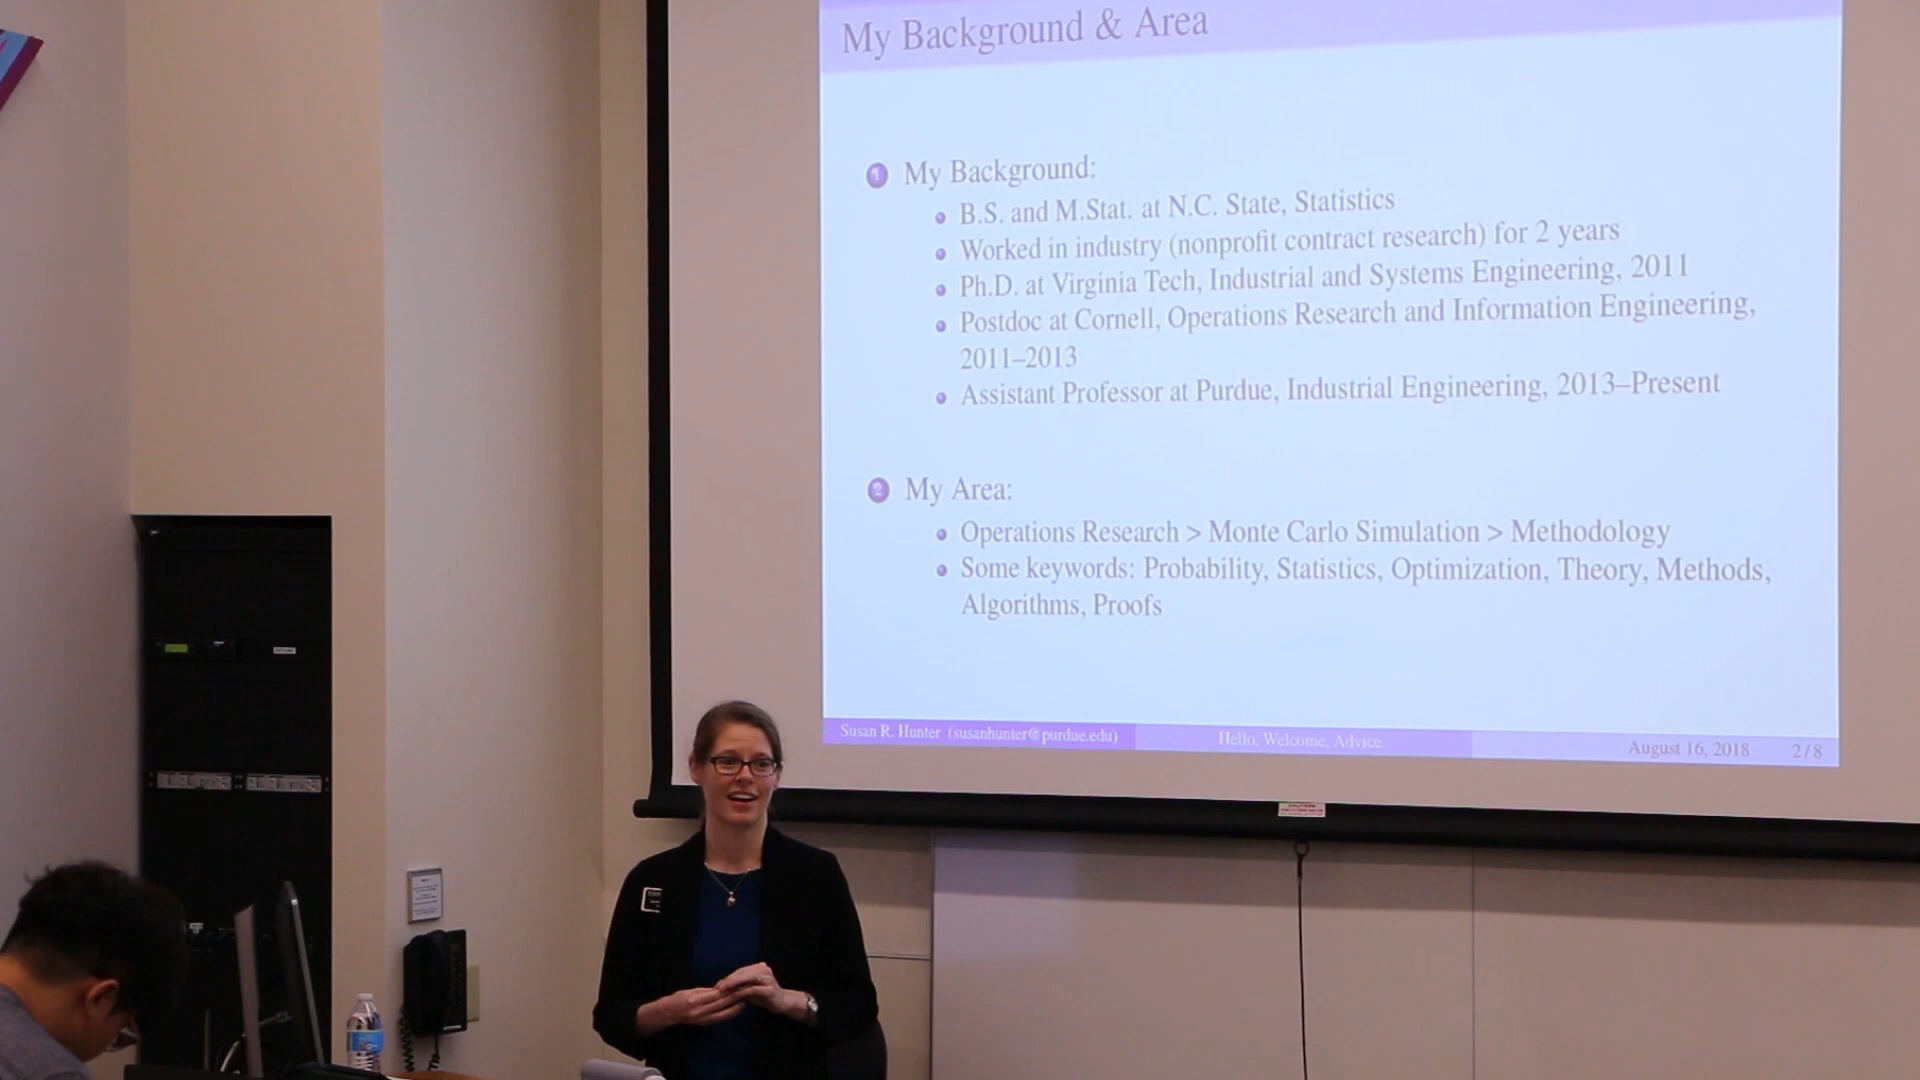 My Background & Area
1 My Background:
B.S. and M.Stat. at N.C. State, Statistics
Worked in industry (nonprofit contract research) for 2 years
Ph.D. at Virginia Tech, Industrial and Systems Engineering, 2011
Postdoc at Cornell, Operations Research and Information Engineering,
2011–2013
Assistant Professor at Purdue, Industrial Engineering, 2013–Present
2 My Area:
Operations Research > Monte Carlo Simulation > Methodology
Some keywords: Probability, Statistics, Optimization, Theory, Methods,
Algorithms, Proofs
Susan R. Hunter (susanhunter@purdue.edu) Hello, Welcome, Advice. August 16, 2018 2/8